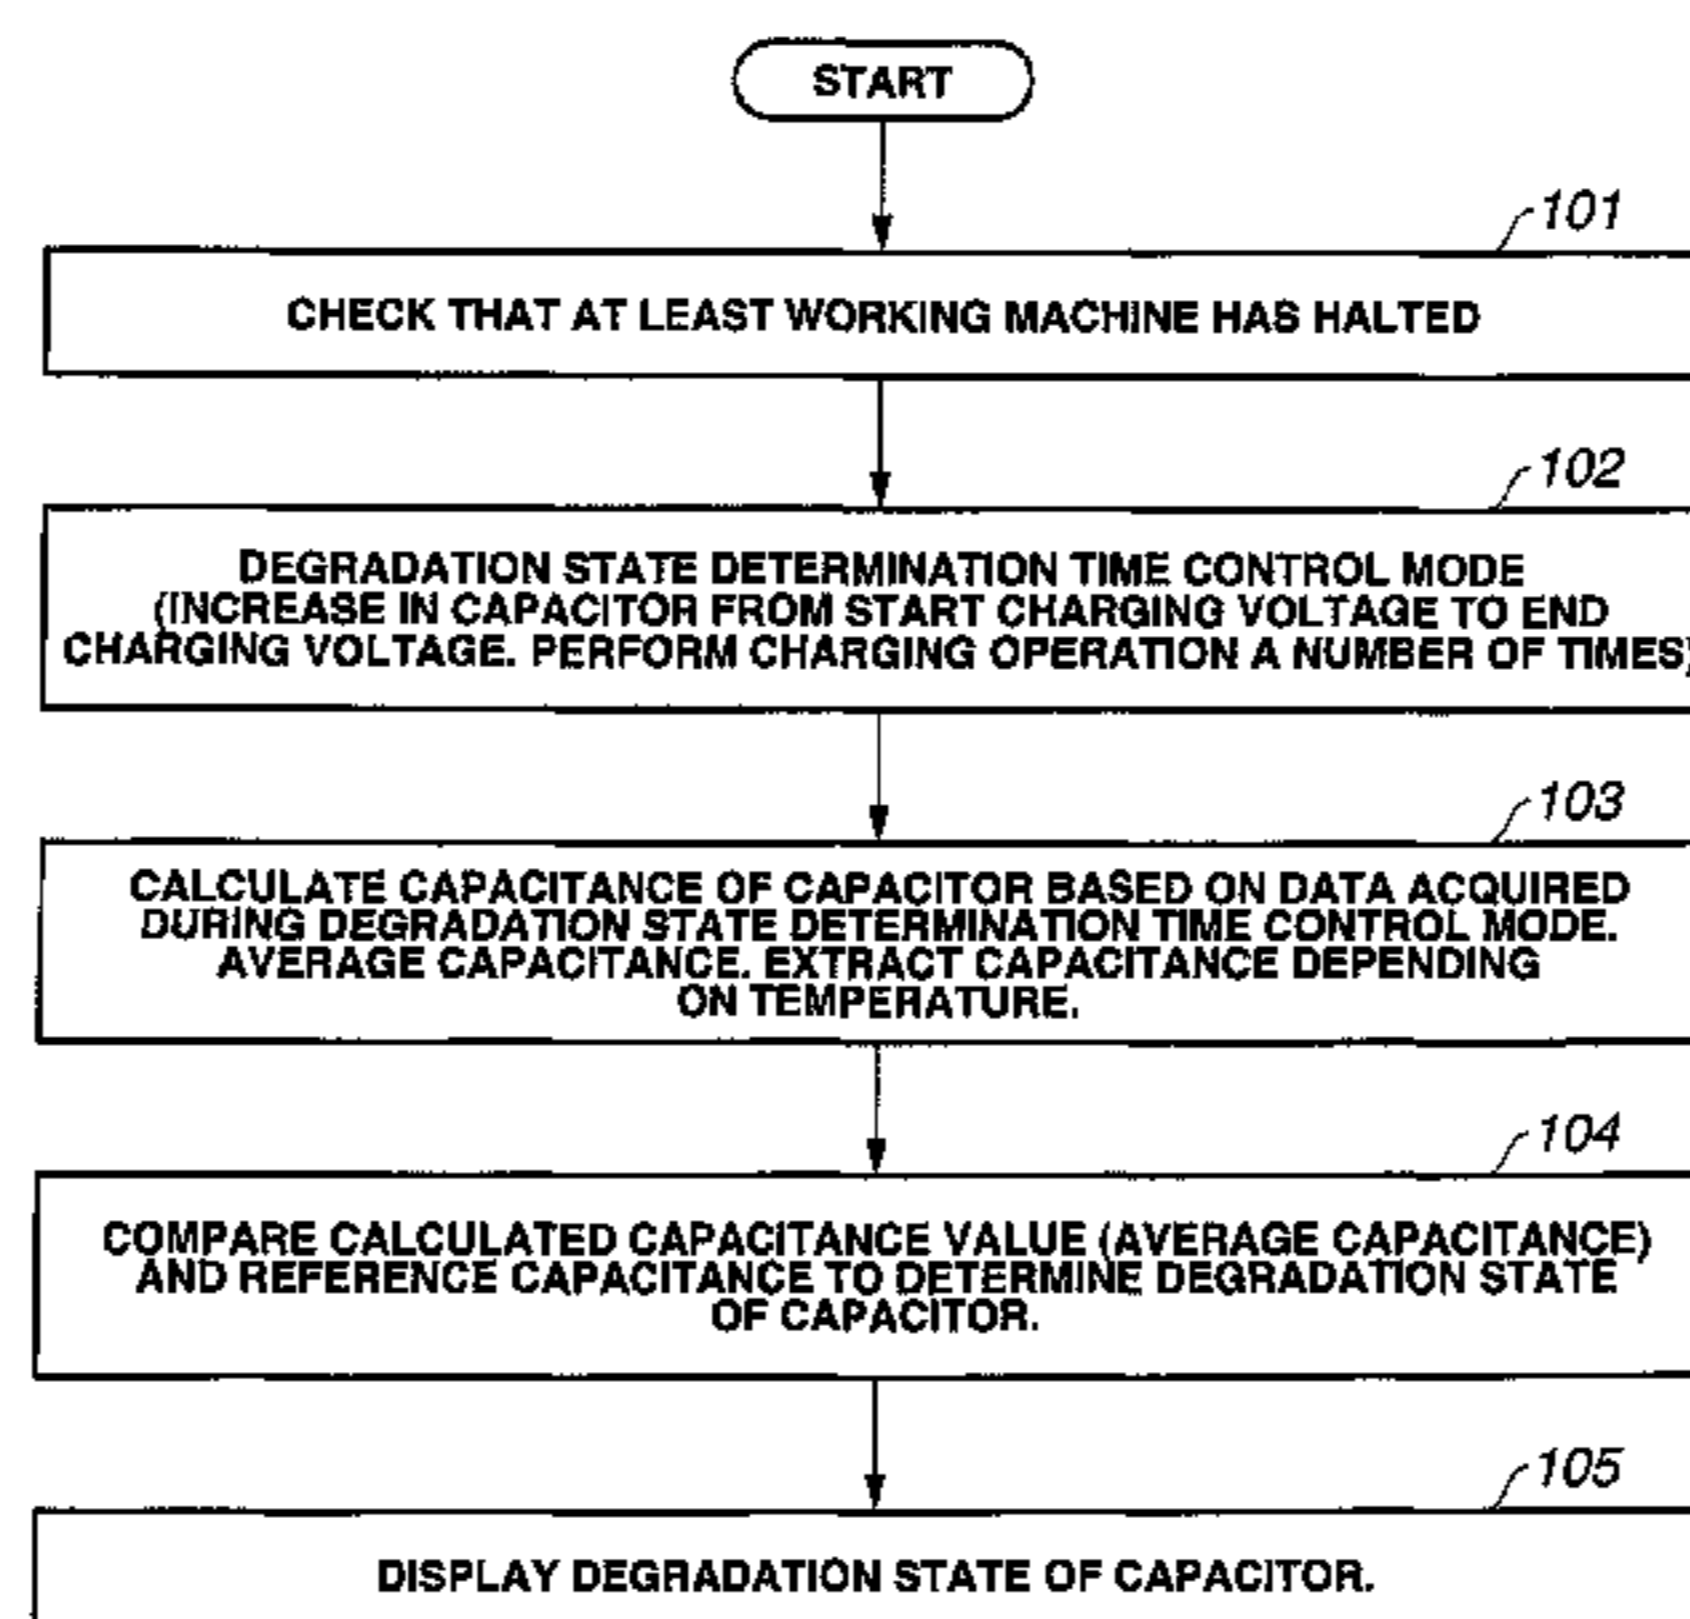 START
101
CHECK THAT AT LEAST WORKING MACHINE HAS HALTED
102
DEGRADATION STATE DETERMINATION TIME CONTROL MODE
(INCREASE IN CAPACITOR FROM START CHARGING VOLTAGE TO END
CHARGING VOLTAGE. PERFORM CHARGING OPERATION A NUMBER OF TIMES)
103
CALCULATE CAPACITANCE OF CAPACITOR BASED ON DATA ACQUIRED
DURING DEGRADATION STATE DETERMINATION TIME CONTROL MODE.
AVERAGE CAPACITANCE. EXTRACT CAPACITANCE DEPENDING
ON TEMPERATURE.
104
COMPARE CALCULATED CAPACITANCE VALUE (AVERAGE CAPACITANCE)
AND REFERENCE CAPACITANCE TO DETERMINE DEGRADATION STATE
OF CAPACITOR.
105
DISPLAY DEGRADATION STATE OF CAPACITOR.